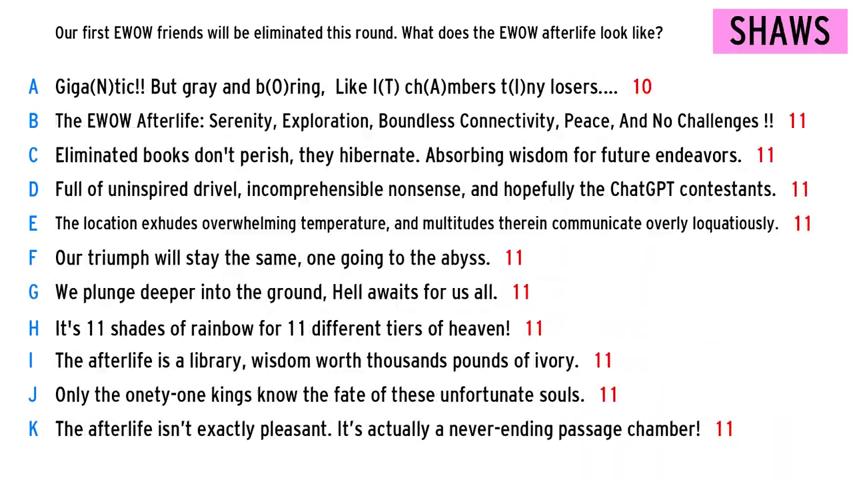 Our first EWOW friends will be eliminated this round. What does the EWOW afterlife look like?
SHAWS
A Giga(N)tic!! But gray and b(O)ring, Like I(T) ch(A)mbers t(I)ny losers.... 10
B The EWOW Afterlife: Serenity, Exploration, Boundless Connectivity, Peace, And No Challenges !! 11
C Eliminated books don't perish, they hibernate. Absorbing wisdom for future endeavors. 11
D Full of uninspired drivel, incomprehensible nonsense, and hopefully the ChatGPT contestants. 11
E The location exhudes overwhelming temperature, and multitudes therein communicate overly loquatiously. 11
F Our triumph will stay the same, one going to the abyss. 11
G We plunge deeper into the ground, Hell awaits for us all. 11
H It's 11 shades of rainbow for 11 different tiers of heaven! 11
I The afterlife is a library, wisdom worth thousands pounds of ivory. 11
J Only the onety-one kings know the fate of these unfortunate souls. 11
K The afterlife isn’t exactly pleasant. It’s actually a never-ending passage chamber! 11